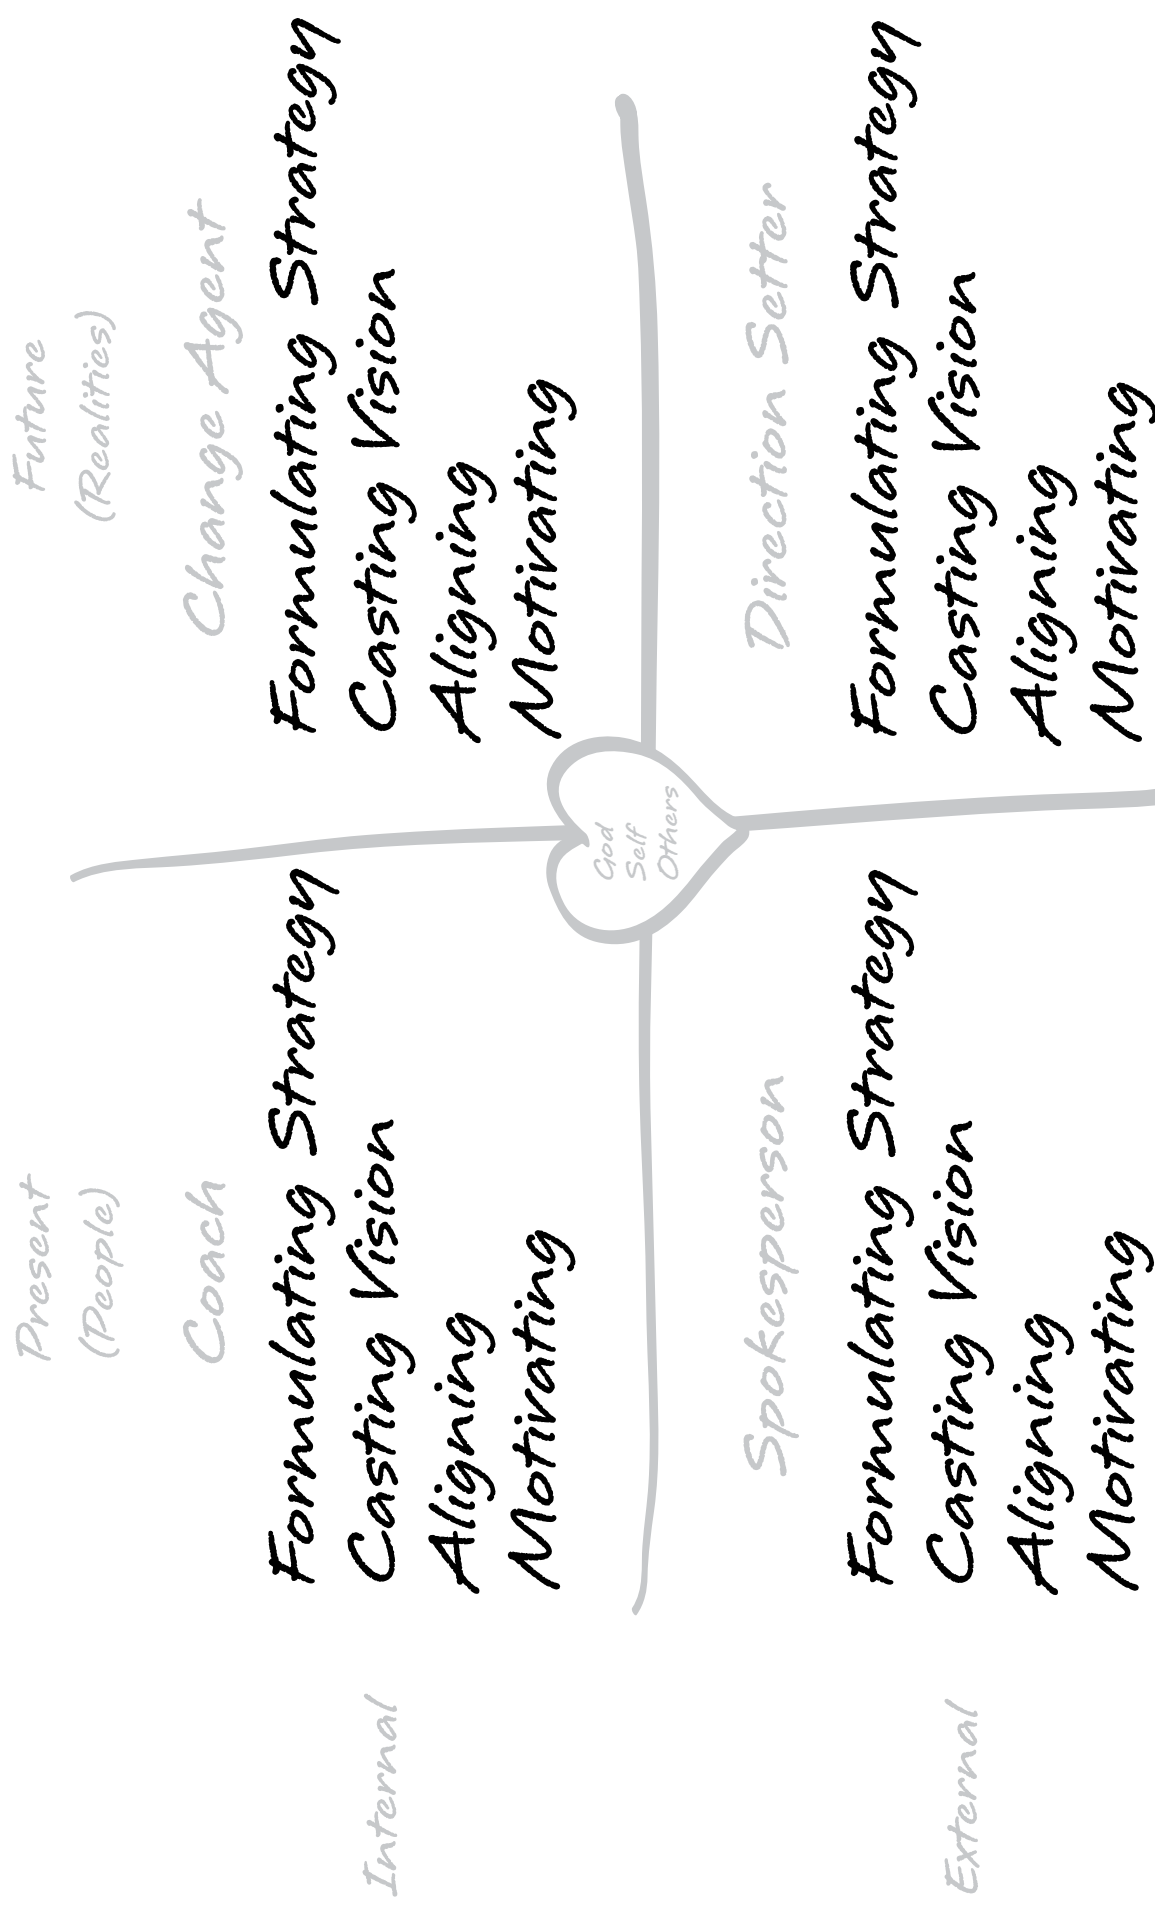 Present
(People)
Future
(Realities)
Internal
Coach
Formulating Strategy
Casting Vision
Aligning
Motivating
Change Agent
Formulating Strategy
Casting Vision
Aligning
Motivating
God
Self
Others
External
Spokesperson
Formulating Strategy
Casting Vision
Aligning
Motivating
Direction Setter
Formulating Strategy
Casting Vision
Aligning
Motivating